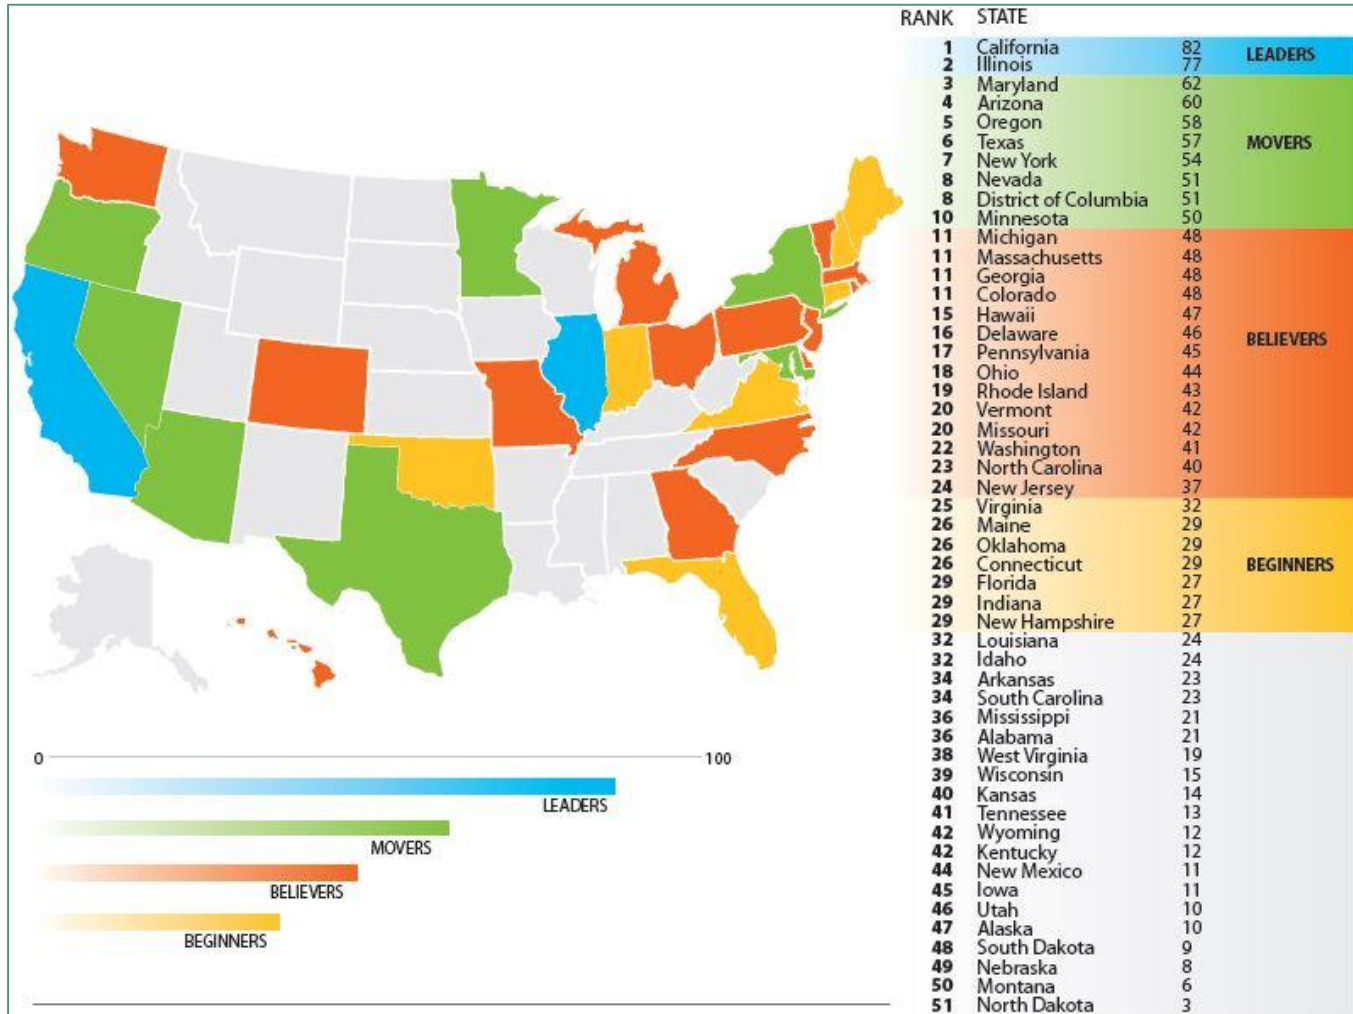 RANK STATE
1 California 82
2 Illinois 77
LEADERS
3 Maryland 62
4 Arizona 60
5 Oregon 58
6 Texas 57
MOVERS
7 New York 54
8 Nevada 51
8 District of Columbia 51
10 Minnesota 50
11 Michigan 48
11 Massachusetts 48
11 Georgia 48
11 Colorado 48
15 Hawaii 47
16 Delaware 46
BELIEVERS
17 Pennsylvania 45
18 Ohio 44
19 Rhode Island 43
20 Vermont 42
20 Missouri 42
22 Washington 41
23 North Carolina 40
24 New Jersey 37
25 Virginia 32
26 Maine 29
26 Oklahoma 29
26 Connecticut 29 BEGINNERS
29 Florida 27
29 Indiana 27
29 New Hampshire 27
32 Louisiana 24
32 Idaho 24
34 Arkansas 23
34 South Carolina 23
36 Mississippi 21
36 Alabama 21
38 West Virginia 19
39 Wisconsin 15
40 Kansas 14
41 Tennessee 13
42 Wyoming 12
42 Kentucky 12
44 New Mexico 11
45 Iowa 11
46 Utah 10
47 Alaska 10
48 South Dakota 9
49 Nebraska 8
50 Montana 6
51 North Dakota 3
0 100
LEADERS
MOVERS
BELIEVERS
BEGINNERS